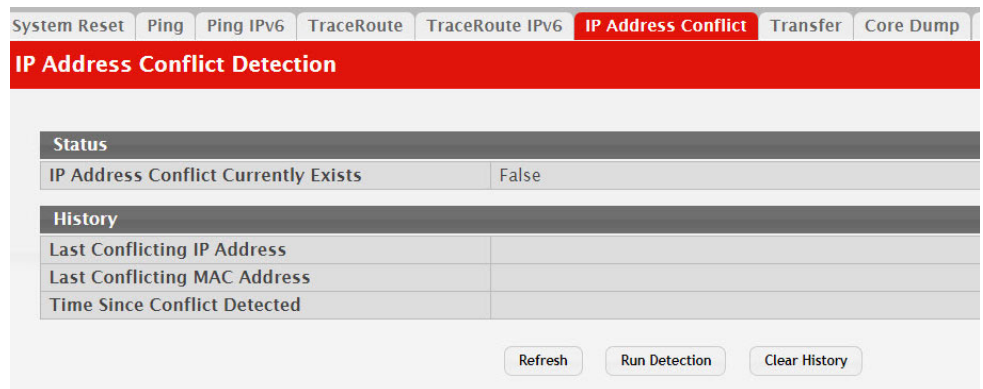 System Reset Ping Ping IPv6 TraceRoute TraceRoute IPv6 IP Address Conflict Transfer Core Dump
IP Address Conflict Detection
Status
IP Address Conflict Currently Exists False
History
Last Conflicting IP Address
Last Conflicting MAC Address
Time Since Conflict Detected
Refresh Run Detection Clear History